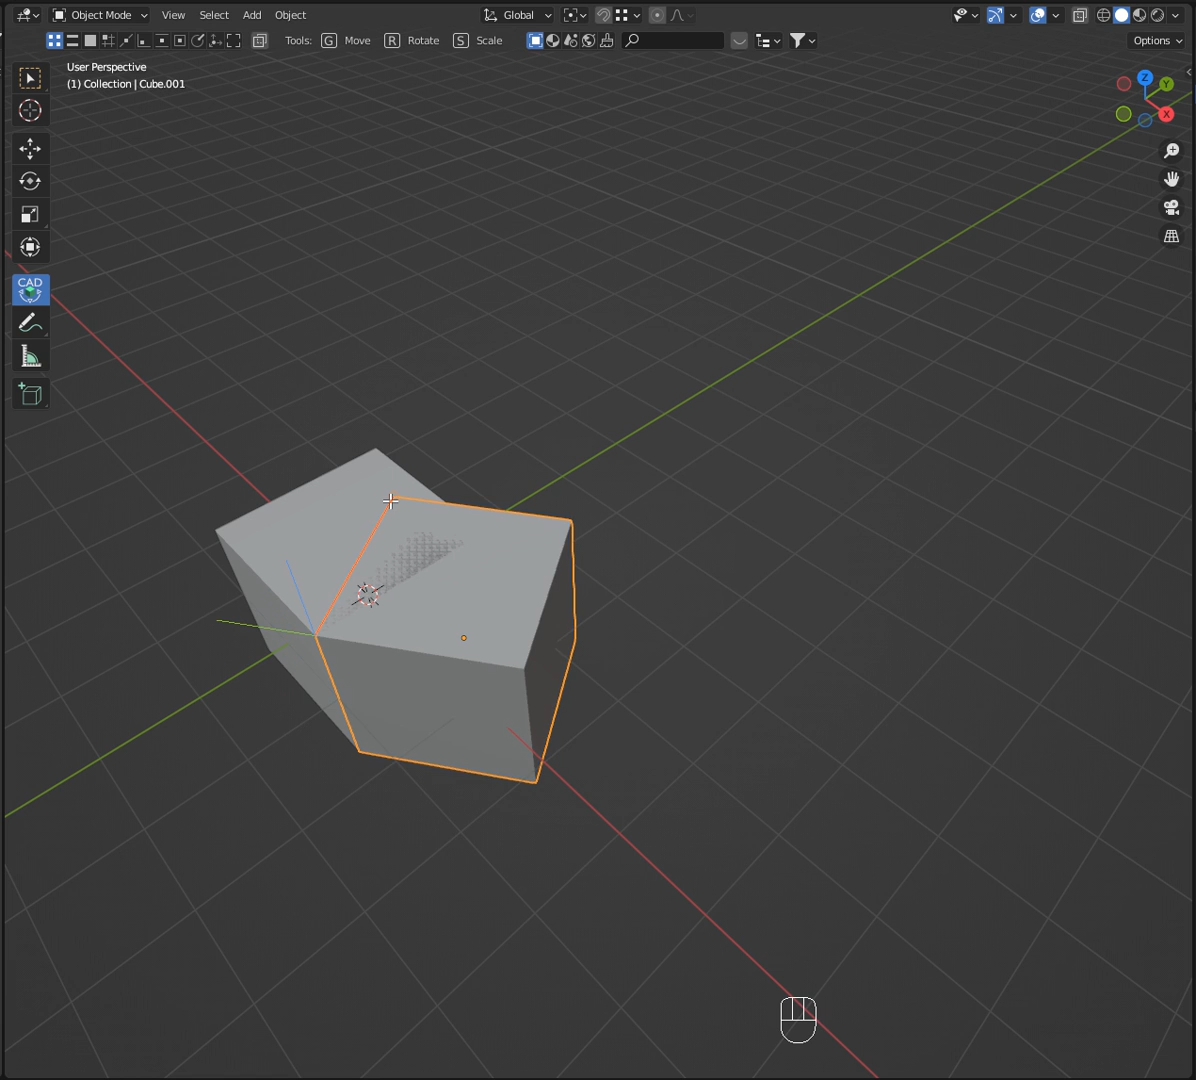 Object Mode View Select Add Object Global
Tools: G Move R Rotate S Scale Options
User Perspective
(1) Collection | Cube.001
Z
Y
X
CAD